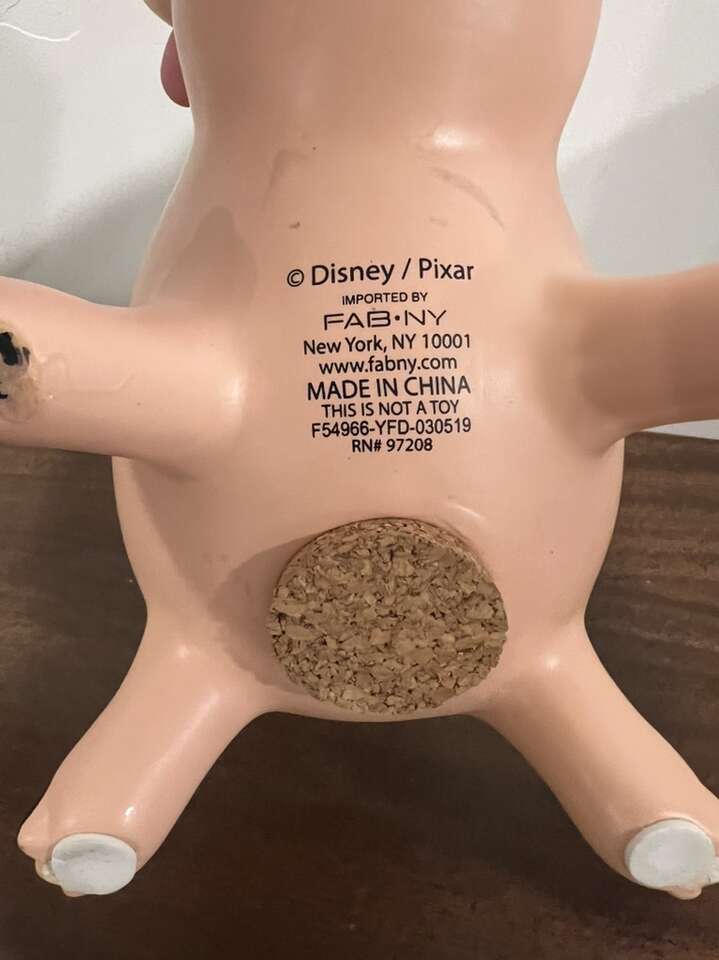 © Disney / Pixar
IMPORTED BY
FAB•NY
New York, NY 10001
www.fabny.com
MADE IN CHINA
THIS IS NOT A TOY
F54966-YFD-030519
RN# 97208